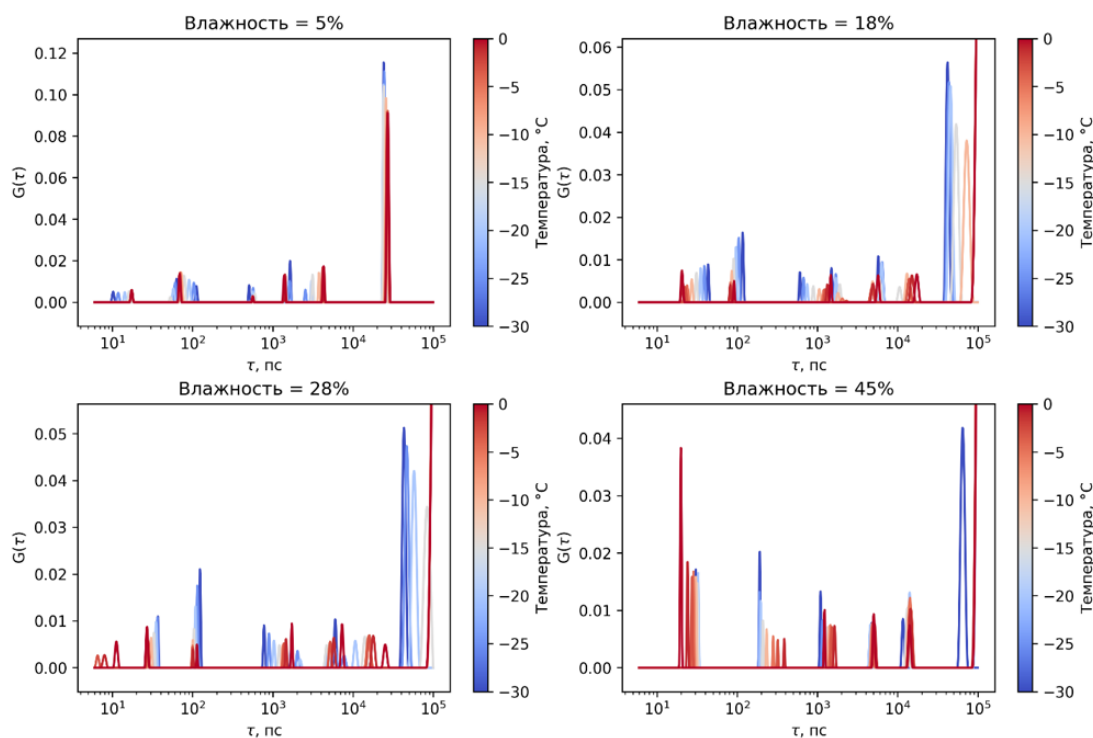 Влажность = 5%
0.12
0.10
0.08
0.06
0.04
0.02
0.00
G(τ)
10¹ 10² 10³ 10⁴ 10⁵
τ, пс
0
−5
−10
−15
−20
−25
−30
Температура, °C
Влажность = 18%
0.06
0.05
0.04
0.03
0.02
0.01
0.00
G(τ)
10¹ 10² 10³ 10⁴ 10⁵
τ, пс
0
−5
−10
−15
−20
−25
−30
Температура, °C
Влажность = 28%
0.05
0.04
0.03
0.02
0.01
0.00
G(τ)
10¹ 10² 10³ 10⁴ 10⁵
τ, пс
0
−5
−10
−15
−20
−25
−30
Температура, °C
Влажность = 45%
0.04
0.03
0.02
0.01
0.00
G(τ)
10¹ 10² 10³ 10⁴ 10⁵
τ, пс
0
−5
−10
−15
−20
−25
−30
Температура, °C